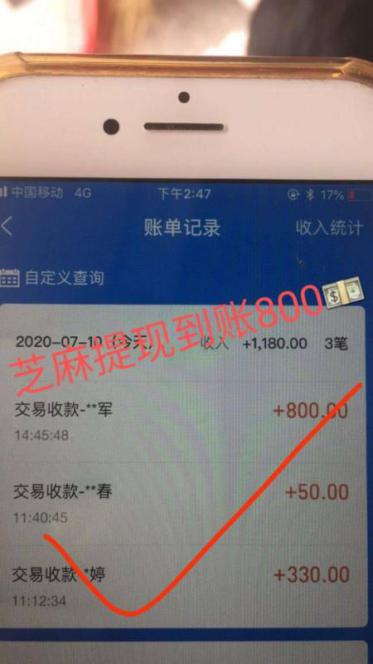 中国移动 4G 下午2:47 17%
账单记录 收入统计
自定义查询
芝麻提现到账800
2020-07-10 (今天) 收入 +1,180.00 3笔
交易收款-**军 +800.00
14:45:48
交易收款-**春 +50.00
11:40:45
交易收款-*婷 +330.00
11:12:34